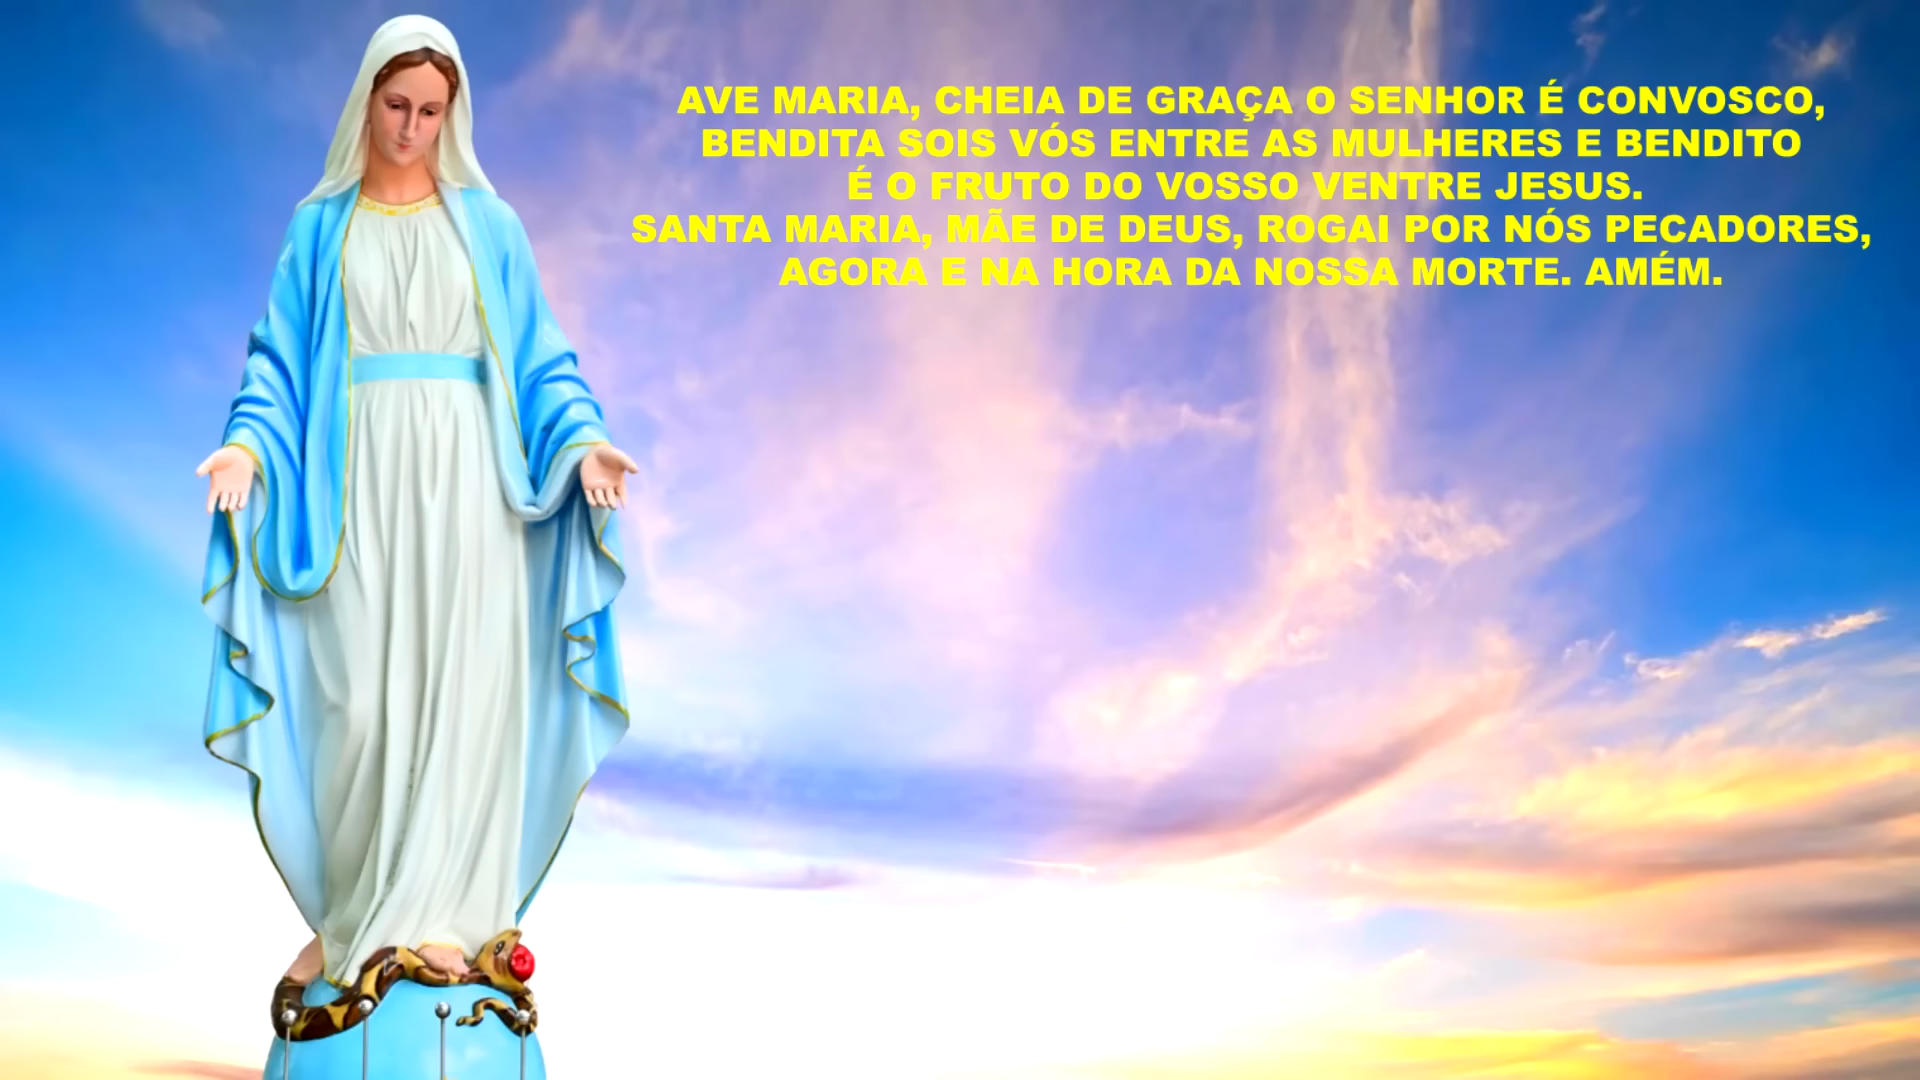 AVE MARIA, CHEIA DE GRAÇA O SENHOR É CONVOSCO,
BENDITA SOIS VÓS ENTRE AS MULHERES E BENDITO
É O FRUTO DO VOSSO VENTRE JESUS.
SANTA MARIA, MÃE DE DEUS, ROGAI POR NÓS PECADORES,
AGORA E NA HORA DA NOSSA MORTE. AMÉM.